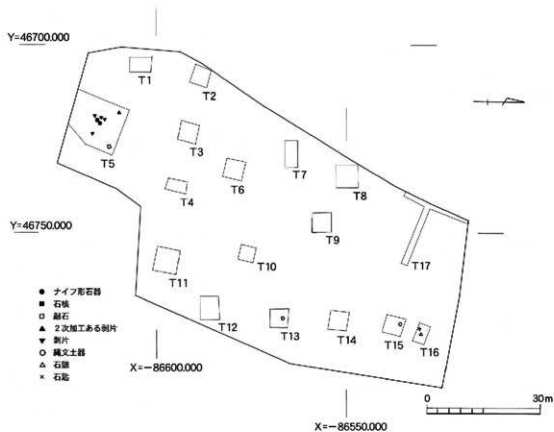 Y=46700.000
T1
T2
T3
T5
T6
T7
T8
T4
Y=46750.000
T9
T17
T10
T11
T12
T13
T14
T15
T16
● ナイフ形石器
■ 石核
□ 敲石
▲ 2次加工ある剥片
▼ 剥片
○ 縄文土器
△ 石鏃
× 石匙
X=-86600.000
X=-86550.000
0 30m